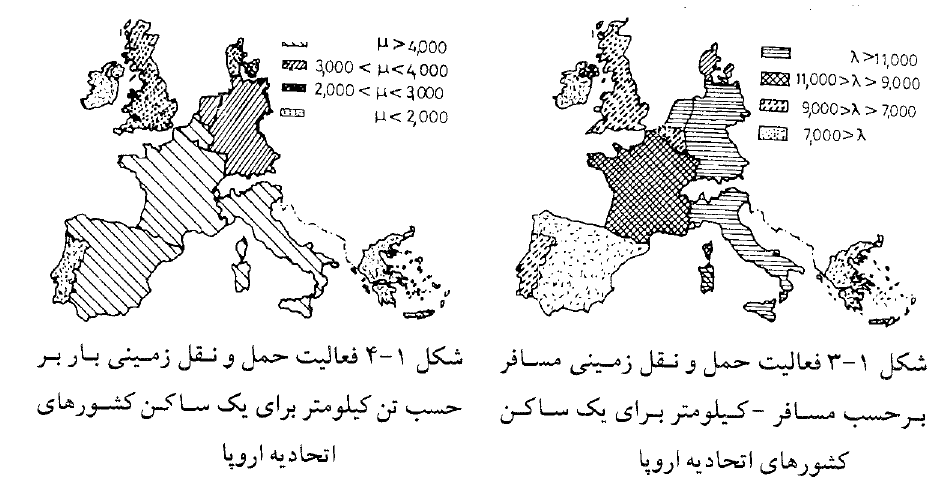 λ>11,000
11,000>λ>9,000
9,000>λ>7,000
7,000>λ
شکل ۱-۳ فعالیت حمل و نقل زمینی مسافر
برحسب مسافر -کیلومتر برای یک ساکن
کشورهای اتحادیه اروپا
μ>4,000
3,000<μ<4000
2,000<μ<3,000
μ<2,000
شکل ۱-۴ فعالیت حمل و نقل زمینی بار بر
حسب تن کیلومتر برای یک ساکن کشورهای
اتحادیه اروپا